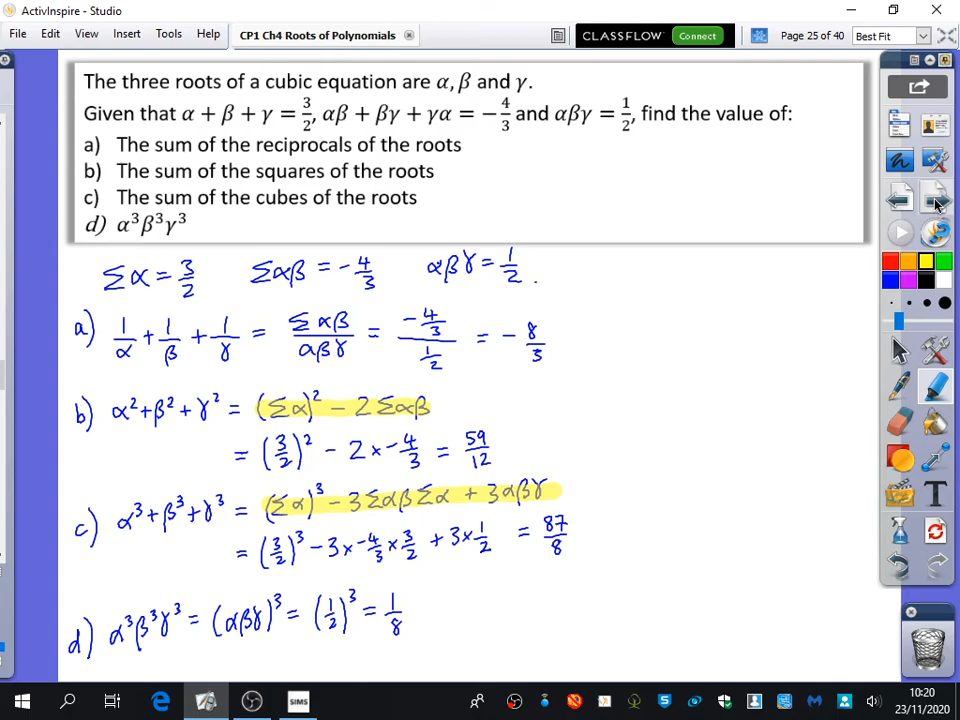 ActivInspire - Studio
File Edit View Insert Tools Help CP1 Ch4 Roots of Polynomials CLASSFLOW Connect Page 25 of 40 Best Fit
The three roots of a cubic equation are α, β and γ.
Given that α + β + γ = 3/2, αβ + βγ + γα = −4/3 and αβγ = 1/2, find the value of:
a) The sum of the reciprocals of the roots
b) The sum of the squares of the roots
c) The sum of the cubes of the roots
d) α³β³γ³
Σα = 3/2 Σαβ = −4/3 αβγ = 1/2.
a) 1/α + 1/β + 1/γ = Σαβ/αβγ = (−4/3)/(1/2) = −8/3
b) α² + β² + γ² = (Σα)² − 2Σαβ
= (3/2)² − 2 × −4/3 = 59/12
c) α³ + β³ + γ³ = (Σα)³ − 3ΣαβΣα + 3αβγ
= (3/2)³ − 3 × −4/3 × 3/2 + 3 × 1/2 = 87/8
d) α³β³γ³ = (αβγ)³ = (1/2)³ = 1/8
SIMS
10:20
23/11/2020